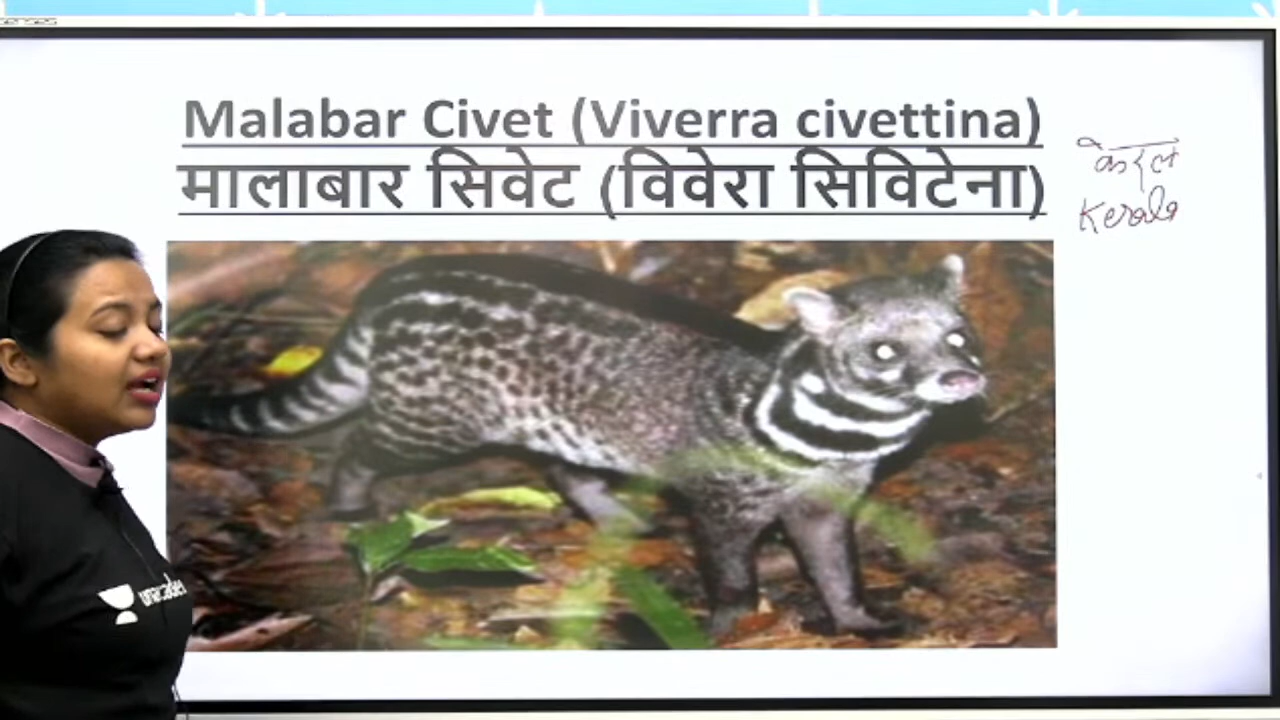 Malabar Civet (Viverra civettina)
मालाबार सिवेट (विवेरा सिविटेना)
केरल
Kerala
unacademy